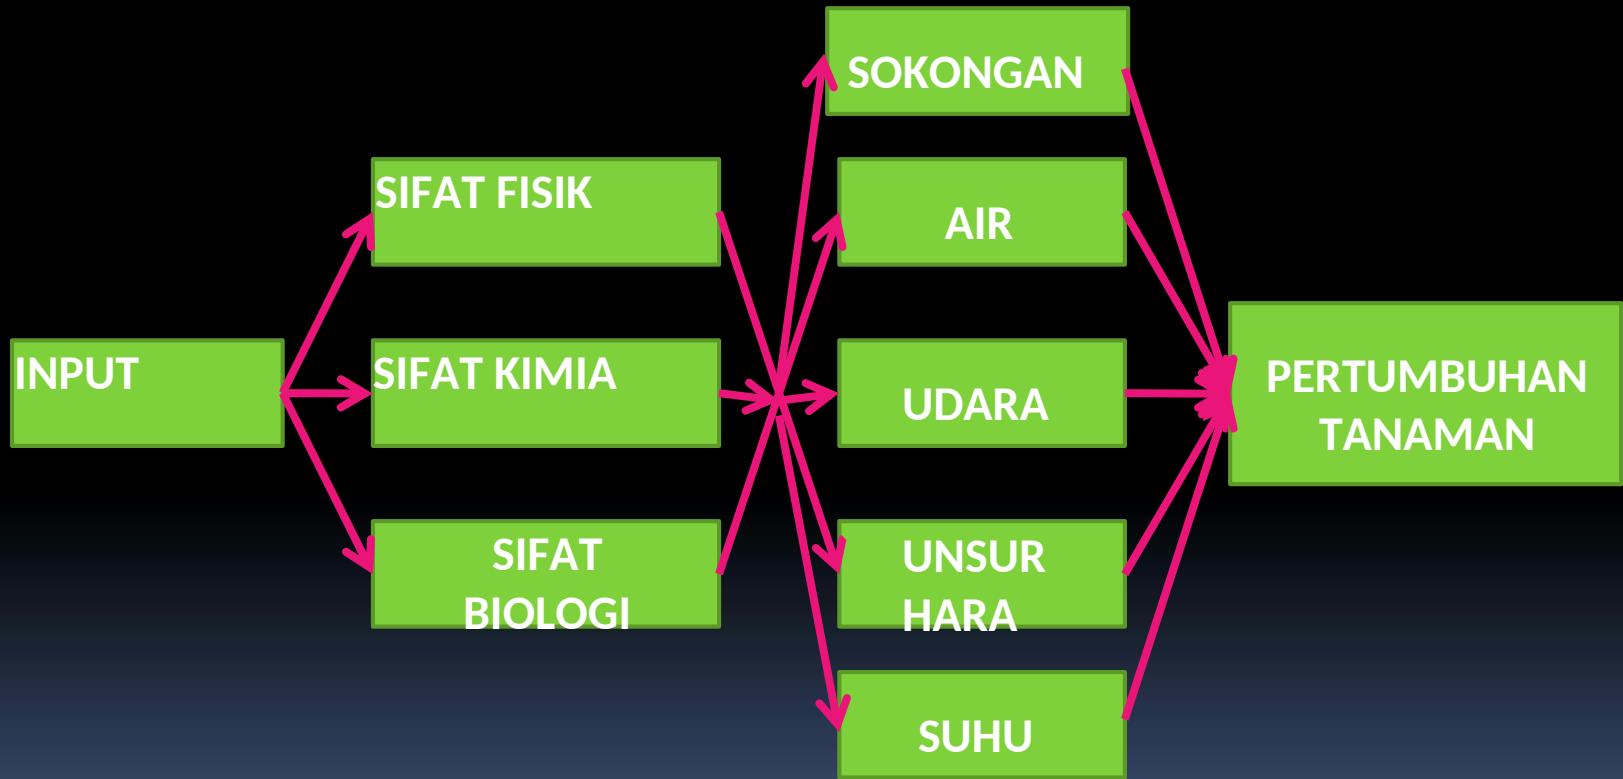 INPUT
SIFAT FISIK
SIFAT KIMIA
SIFAT
BIOLOGI
SOKONGAN
AIR
UDARA
UNSUR
HARA
SUHU
PERTUMBUHAN
TANAMAN